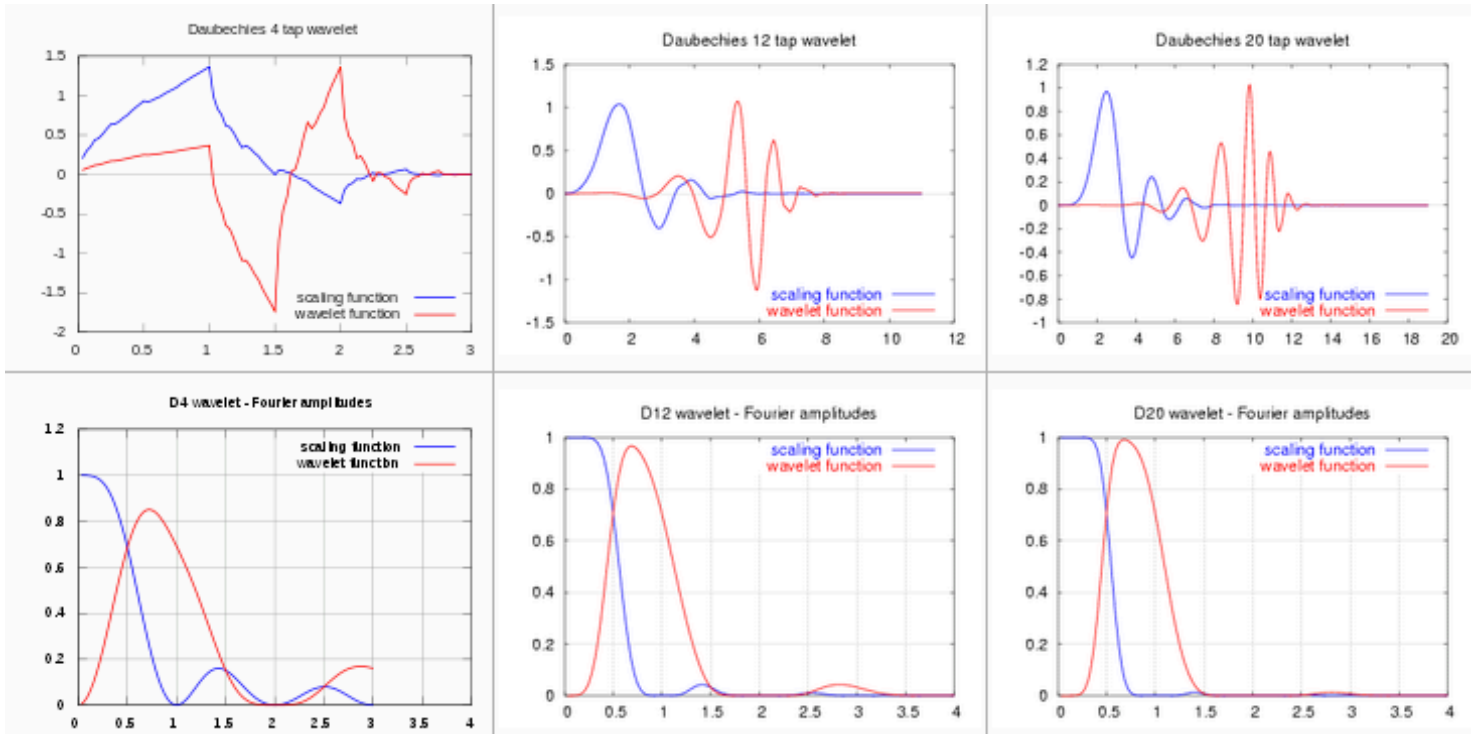 Daubechies 4 tap wavelet
1.5
1
0.5
0
-0.5
-1
-1.5
-2
scaling function
wavelet function
0 0.5 1 1.5 2 2.5 3
Daubechies 12 tap wavelet
1.5
1
0.5
0
-0.5
-1
-1.5
scaling function
wavelet function
0 2 4 6 8 10 12
Daubechies 20 tap wavelet
1.2
1
0.8
0.6
0.4
0.2
0
-0.2
-0.4
-0.6
-0.8
-1
scaling function
wavelet function
0 2 4 6 8 10 12 14 16 18 20
D4 wavelet - Fourier amplitudes
1.2
1
0.8
0.6
0.4
0.2
0
scaling function
wavelet function
0 0.5 1 1.5 2 2.5 3 4
D12 wavelet - Fourier amplitudes
1
0.8
0.6
0.4
0.2
0
scaling function
wavelet function
0 0.5 1 1.5 2 2.5 3 3.5 4
D20 wavelet - Fourier amplitudes
1
0.8
0.6
0.4
0.2
0
scaling function
wavelet function
0 0.5 1 1.5 2 2.5 3 3.5 4